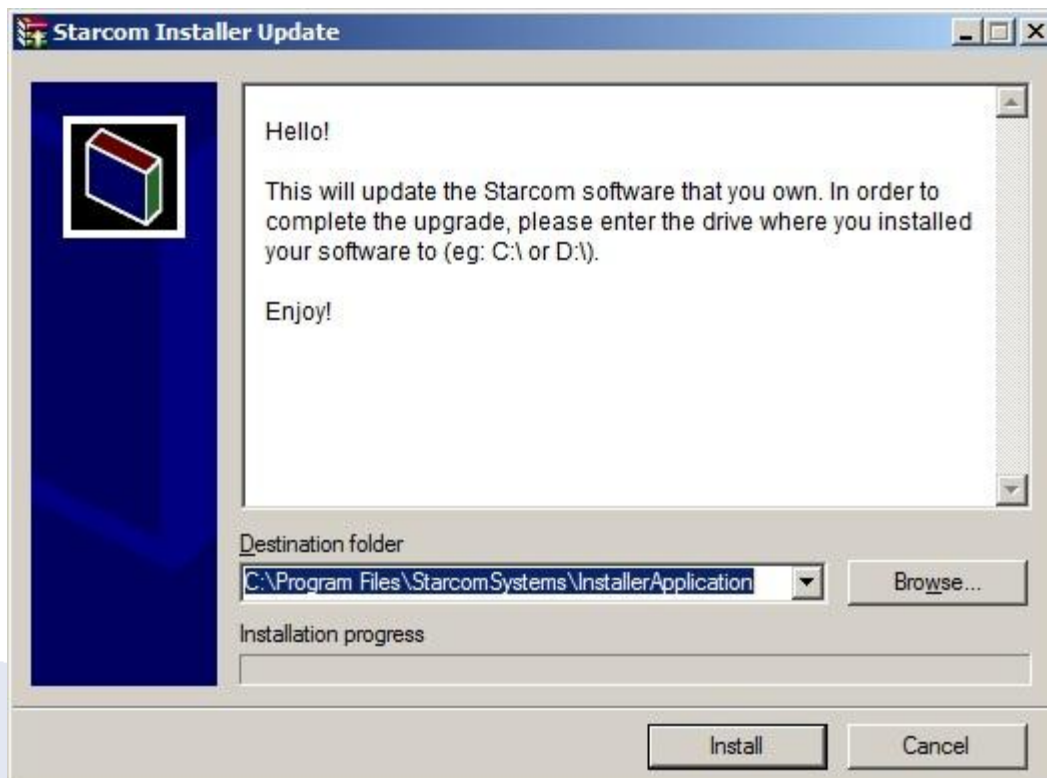 Starcom Installer Update
Hello!
This will update the Starcom software that you own. In order to
complete the upgrade, please enter the drive where you installed
your software to (eg: C:\ or D:\).
Enjoy!
Destination folder
C:\Program Files\StarcomSystems\InstallerApplication
Browse...
Installation progress
Install
Cancel